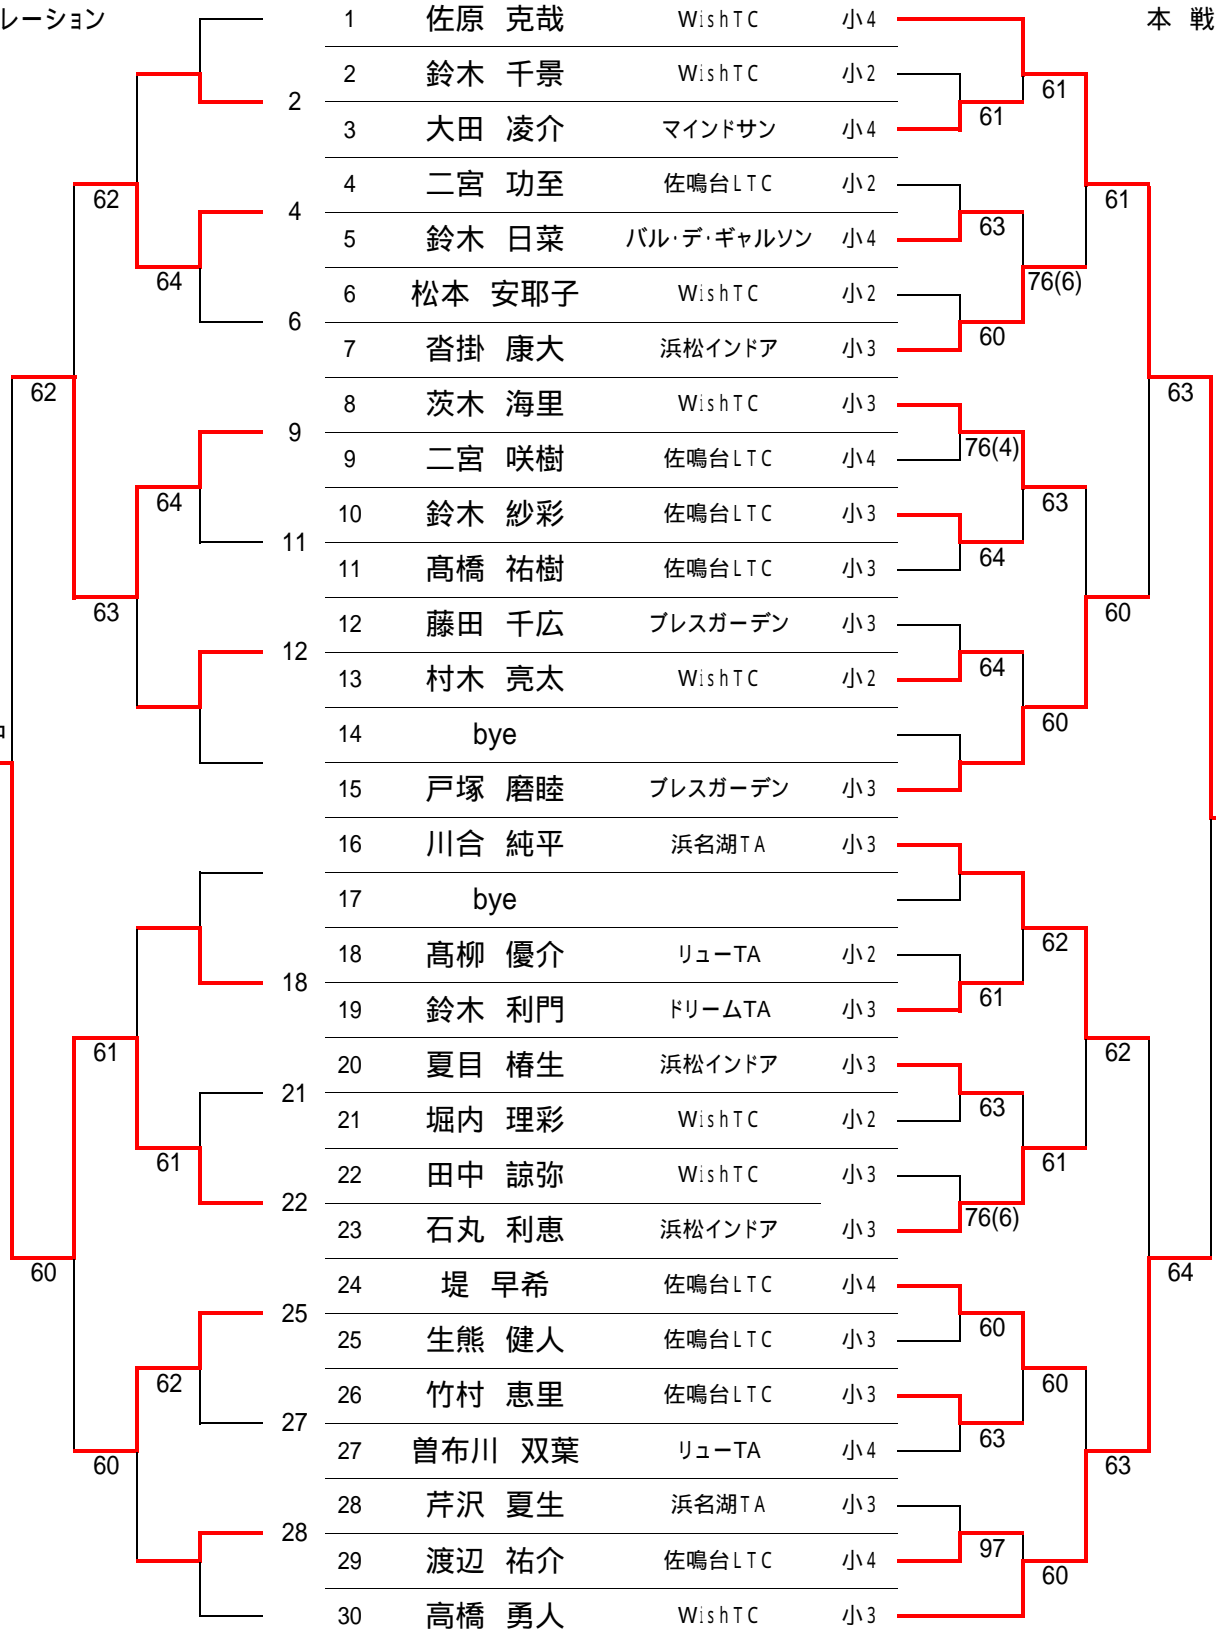 レーション 本 戦
1 佐原 克哉 WishTC 小4
2 鈴木 千景 WishTC 小2 61
2 61
3 大田 凌介 マインドサン 小4
4 二宮 功至 佐鳴台LTC 小2
62 61
4 63
5 鈴木 日菜 バル・デ・ギャルソン 小4
64 76(6)
6 松本 安耶子 WishTC 小2
6 60
7 沓掛 康大 浜松インドア 小3
62 63
8 茨木 海里 WishTC 小3
9 76(4)
9 二宮 咲樹 佐鳴台LTC 小4
64 63
10 鈴木 紗彩 佐鳴台LTC 小3
11 64
11 髙橋 祐樹 佐鳴台LTC 小3
63 60
12 藤田 千広 ブレスガーデン 小3
12 64
13 村木 亮太 WishTC 小2
60
14 bye
15 戸塚 磨睦 ブレスガーデン 小3
16 川合 純平 浜名湖TA 小3
17 bye
62
18 髙柳 優介 リューTA 小2
18 61
19 鈴木 利門 ドリームTA 小3
61 62
20 夏目 椿生 浜松インドア 小3
21 63
21 堀内 理彩 WishTC 小2
61 61
22 田中 諒弥 WishTC 小3
22 76(6)
23 石丸 利恵 浜松インドア 小3
60 64
24 堤 早希 佐鳴台LTC 小4
25 60
25 生熊 健人 佐鳴台LTC 小3
62 60
26 竹村 恵里 佐鳴台LTC 小3
27 63
27 曽布川 双葉 リューTA 小4
60 63
28 芹沢 夏生 浜名湖TA 小3
28 97
29 渡辺 祐介 佐鳴台LTC 小4
60
30 高橋 勇人 WishTC 小3